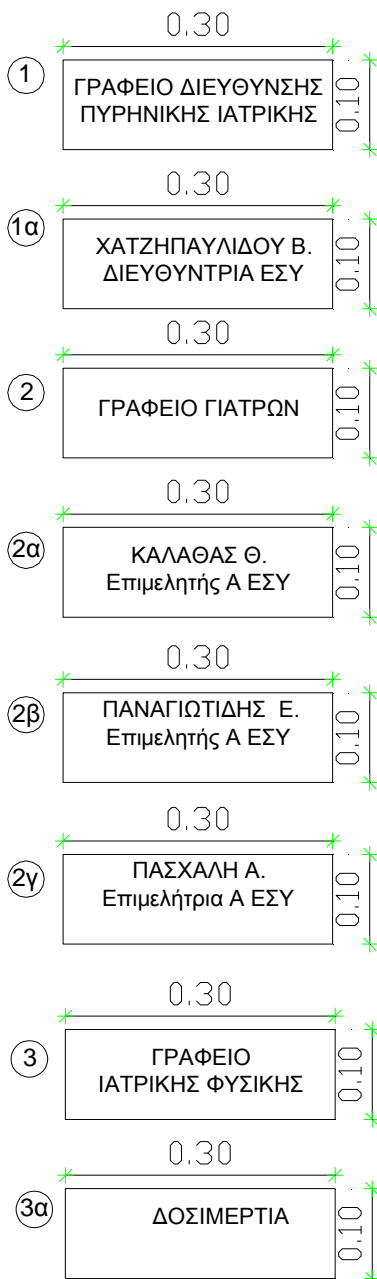 0.30
1
ΓΡΑΦΕΙΟ ΔΙΕΥΘΥΝΣΗΣ
ΠΥΡΗΝΙΚΗΣ ΙΑΤΡΙΚΗΣ
0.10
0.30
1α
ΧΑΤΖΗΠΑΥΛΙΔΟΥ Β.
ΔΙΕΥΘΥΝΤΡΙΑ ΕΣΥ
0.10
0.30
2
ΓΡΑΦΕΙΟ ΓΙΑΤΡΩΝ
0.10
0.30
2α
ΚΑΛΑΘΑΣ Θ.
Επιμελητής Α ΕΣΥ
0.10
0.30
2β
ΠΑΝΑΓΙΩΤΙΔΗΣ Ε.
Επιμελητής Α ΕΣΥ
0.10
0.30
2γ
ΠΑΣΧΑΛΗ Α.
Επιμελήτρια Α ΕΣΥ
0.10
0.30
3
ΓΡΑΦΕΙΟ
ΙΑΤΡΙΚΗΣ ΦΥΣΙΚΗΣ
0.10
0.30
3α
ΔΟΣΙΜΕΡΤΙΑ
0.10